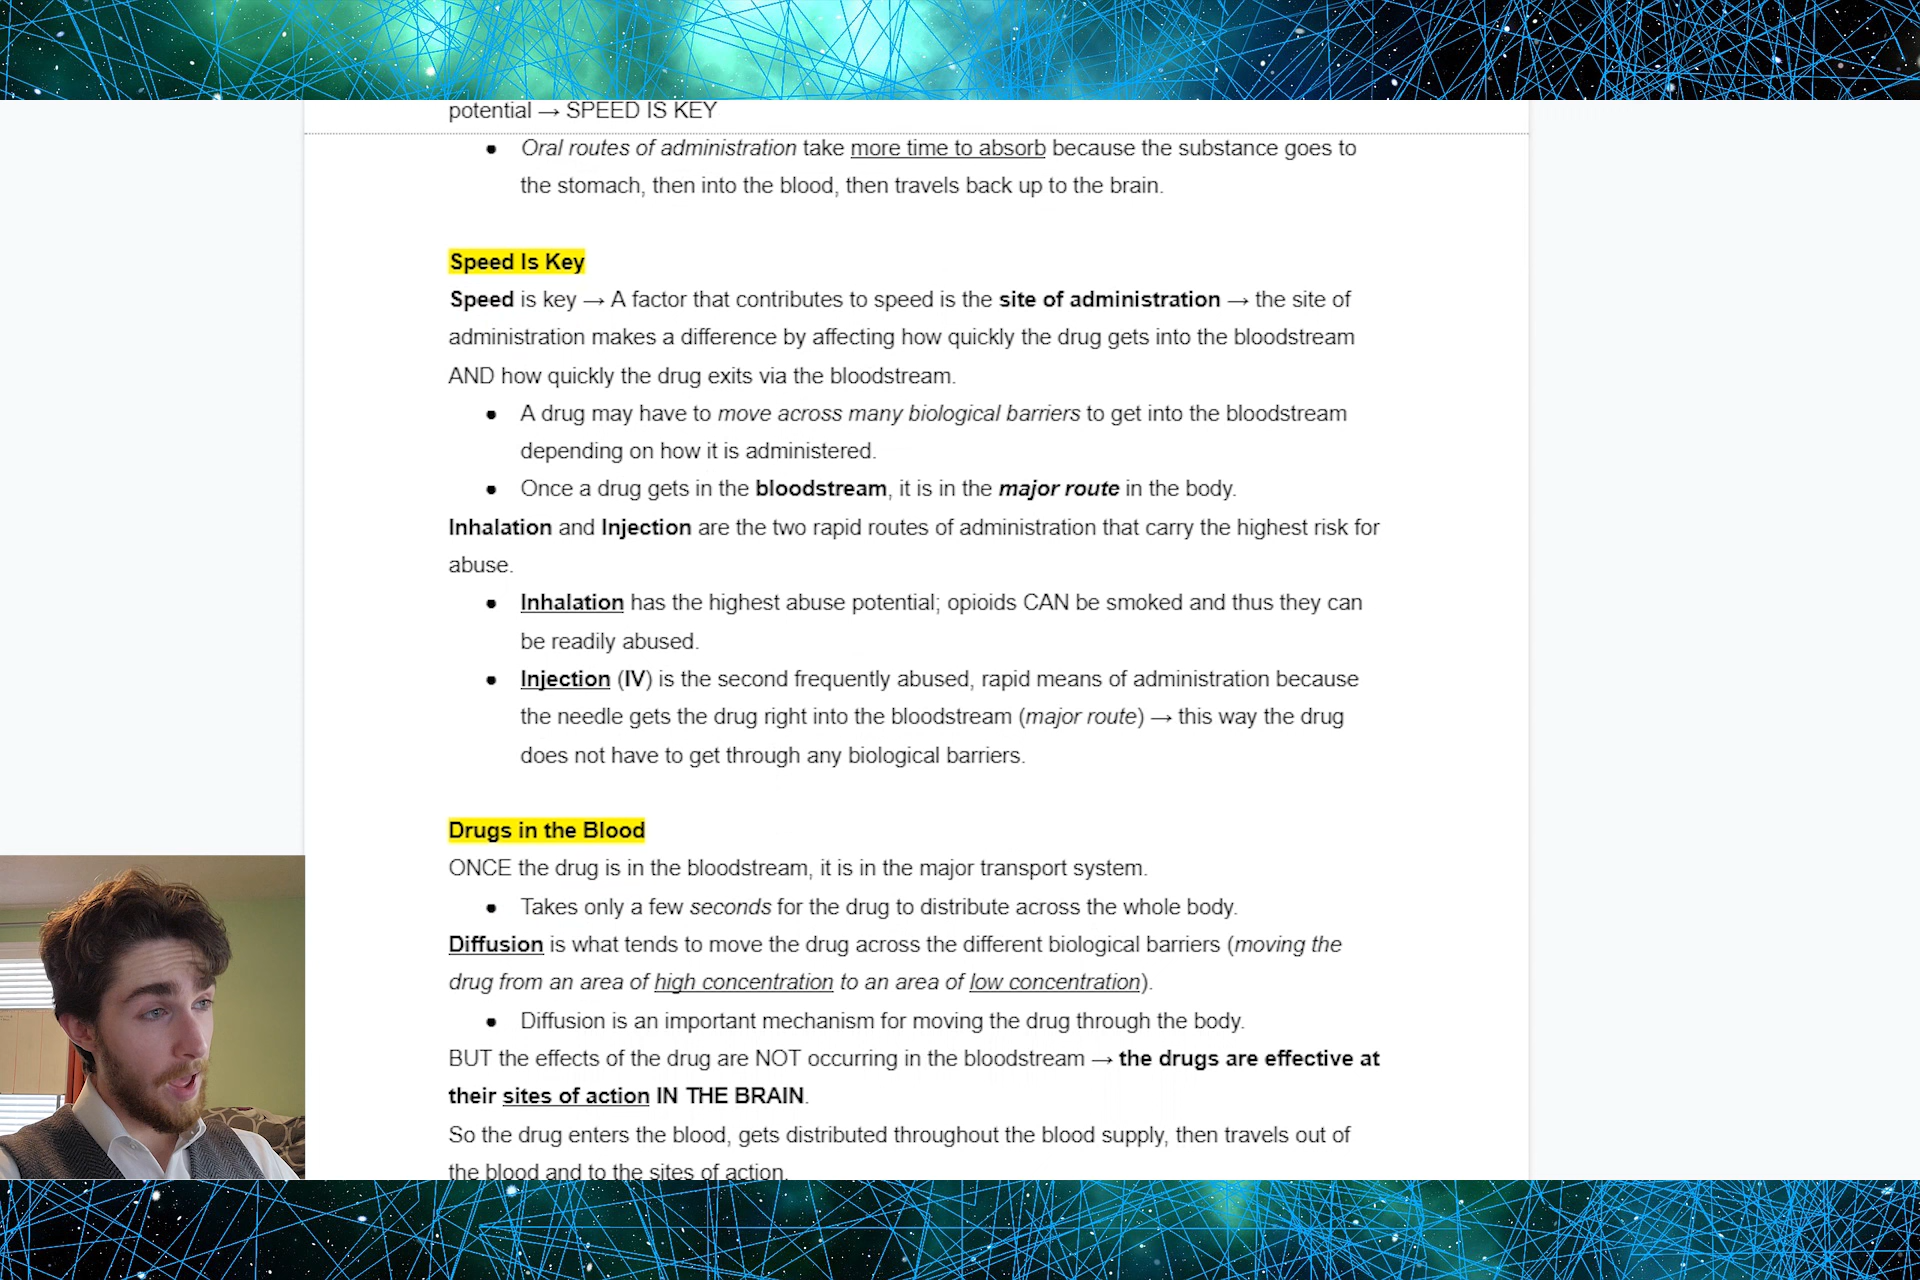 potential → SPEED IS KEY
● Oral routes of administration take more time to absorb because the substance goes to
the stomach, then into the blood, then travels back up to the brain.
Speed Is Key
Speed is key → A factor that contributes to speed is the site of administration → the site of
administration makes a difference by affecting how quickly the drug gets into the bloodstream
AND how quickly the drug exits via the bloodstream.
● A drug may have to move across many biological barriers to get into the bloodstream
depending on how it is administered.
● Once a drug gets in the bloodstream, it is in the major route in the body.
Inhalation and Injection are the two rapid routes of administration that carry the highest risk for
abuse.
● Inhalation has the highest abuse potential; opioids CAN be smoked and thus they can
be readily abused.
● Injection (IV) is the second frequently abused, rapid means of administration because
the needle gets the drug right into the bloodstream (major route) → this way the drug
does not have to get through any biological barriers.
Drugs in the Blood
ONCE the drug is in the bloodstream, it is in the major transport system.
● Takes only a few seconds for the drug to distribute across the whole body.
Diffusion is what tends to move the drug across the different biological barriers (moving the
drug from an area of high concentration to an area of low concentration).
● Diffusion is an important mechanism for moving the drug through the body.
BUT the effects of the drug are NOT occurring in the bloodstream → the drugs are effective at
their sites of action IN THE BRAIN.
So the drug enters the blood, gets distributed throughout the blood supply, then travels out of
the blood and to the sites of action.